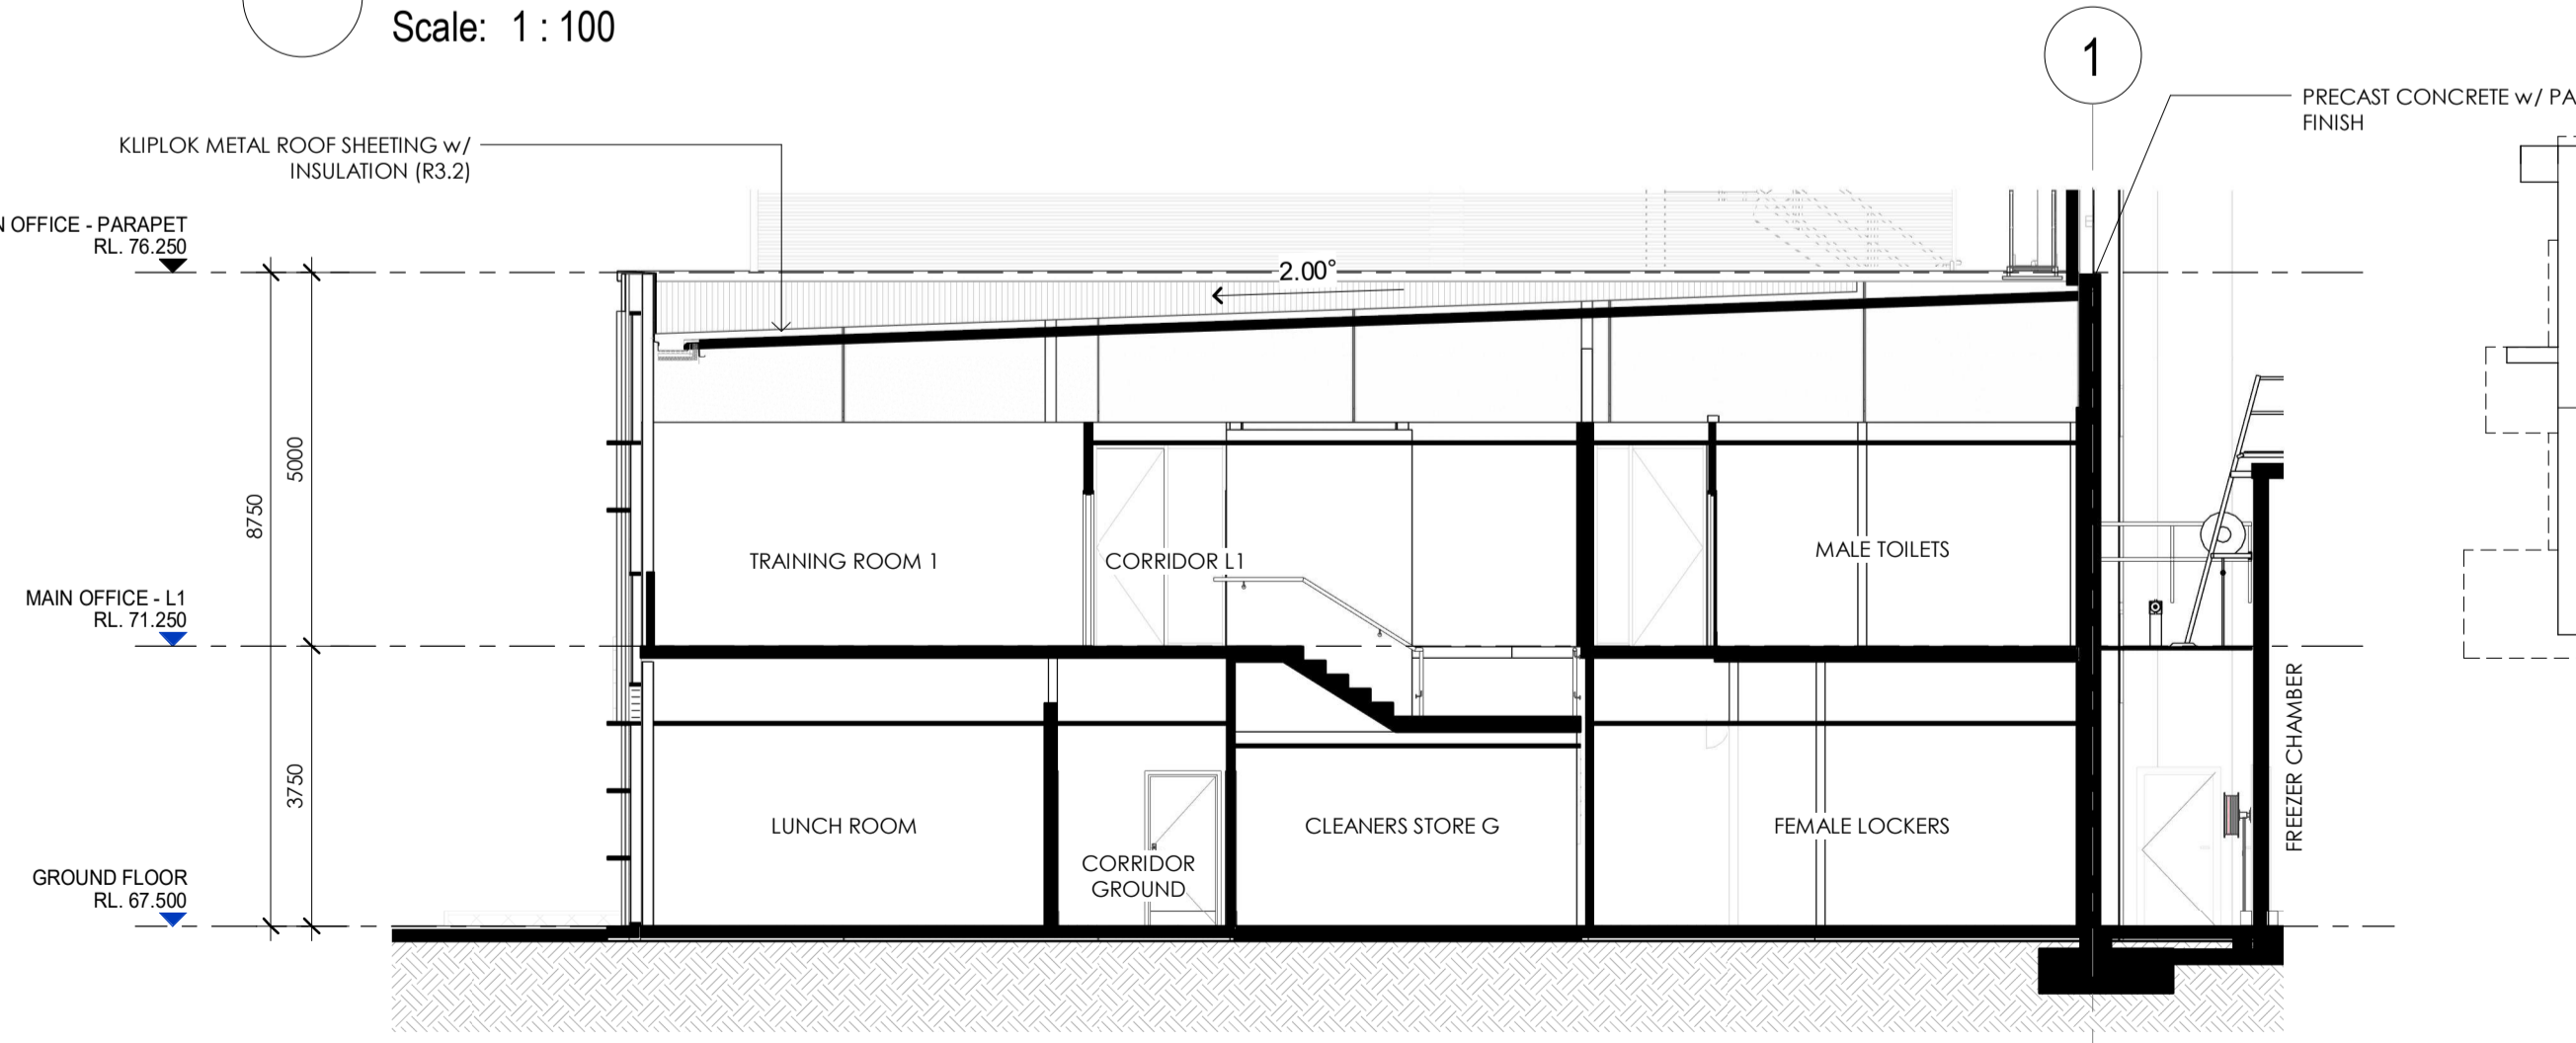 Scale: 1 : 100
1
PRECAST CONCRETE w/ PA
FINISH
KLIPLOK METAL ROOF SHEETING w/
INSULATION (R3.2)
N OFFICE - PARAPET
RL. 76.250
2.00°
5000
8750
TRAINING ROOM 1
CORRIDOR L1
MALE TOILETS
MAIN OFFICE - L1
RL. 71.250
3750
LUNCH ROOM
CORRIDOR
GROUND
CLEANERS STORE G
FEMALE LOCKERS
FREEZER CHAMBER
GROUND FLOOR
RL. 67.500